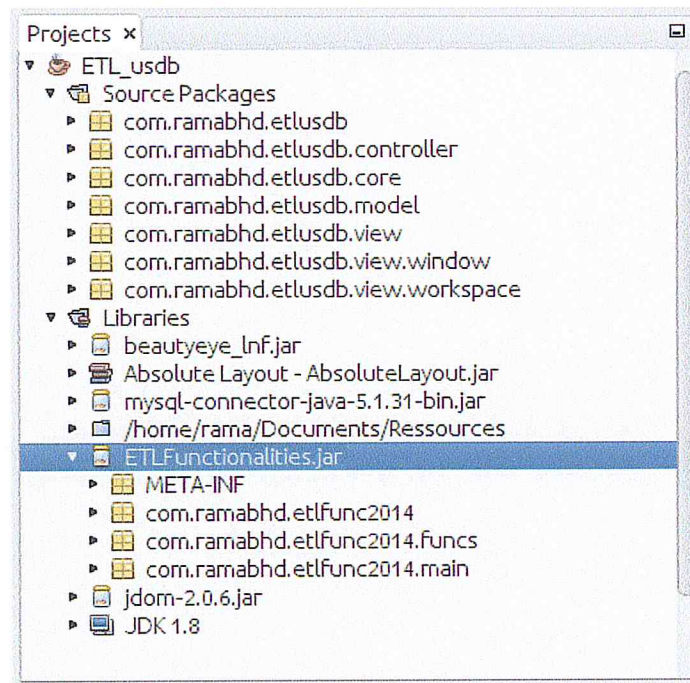 Projects ×
ETL_usdb
Source Packages
com.ramabhd.etlusdb
com.ramabhd.etlusdb.controller
com.ramabhd.etlusdb.core
com.ramabhd.etlusdb.model
com.ramabhd.etlusdb.view
com.ramabhd.etlusdb.view.window
com.ramabhd.etlusdb.view.workspace
Libraries
beautyeye_lnf.jar
Absolute Layout - AbsoluteLayout.jar
mysql-connector-java-5.1.31-bin.jar
/home/rama/Documents/Ressources
ETLFunctionalities.jar
META-INF
com.ramabhd.etlfunc2014
com.ramabhd.etlfunc2014.funcs
com.ramabhd.etlfunc2014.main
jdom-2.0.6.jar
JDK 1.8